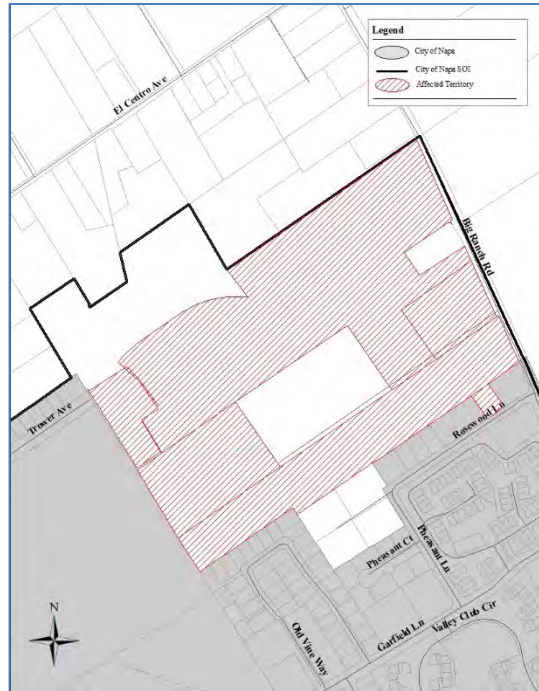 Legend
City of Napa
City of Napa SOI
Affected Territory
El Centro Ave
Big Ranch Rd
Trower Ave
Rosewood Ln
Pheasant Ct
Pheasant Ln
Old Vine Way
Garfield Ln
Valley Club Cir
N